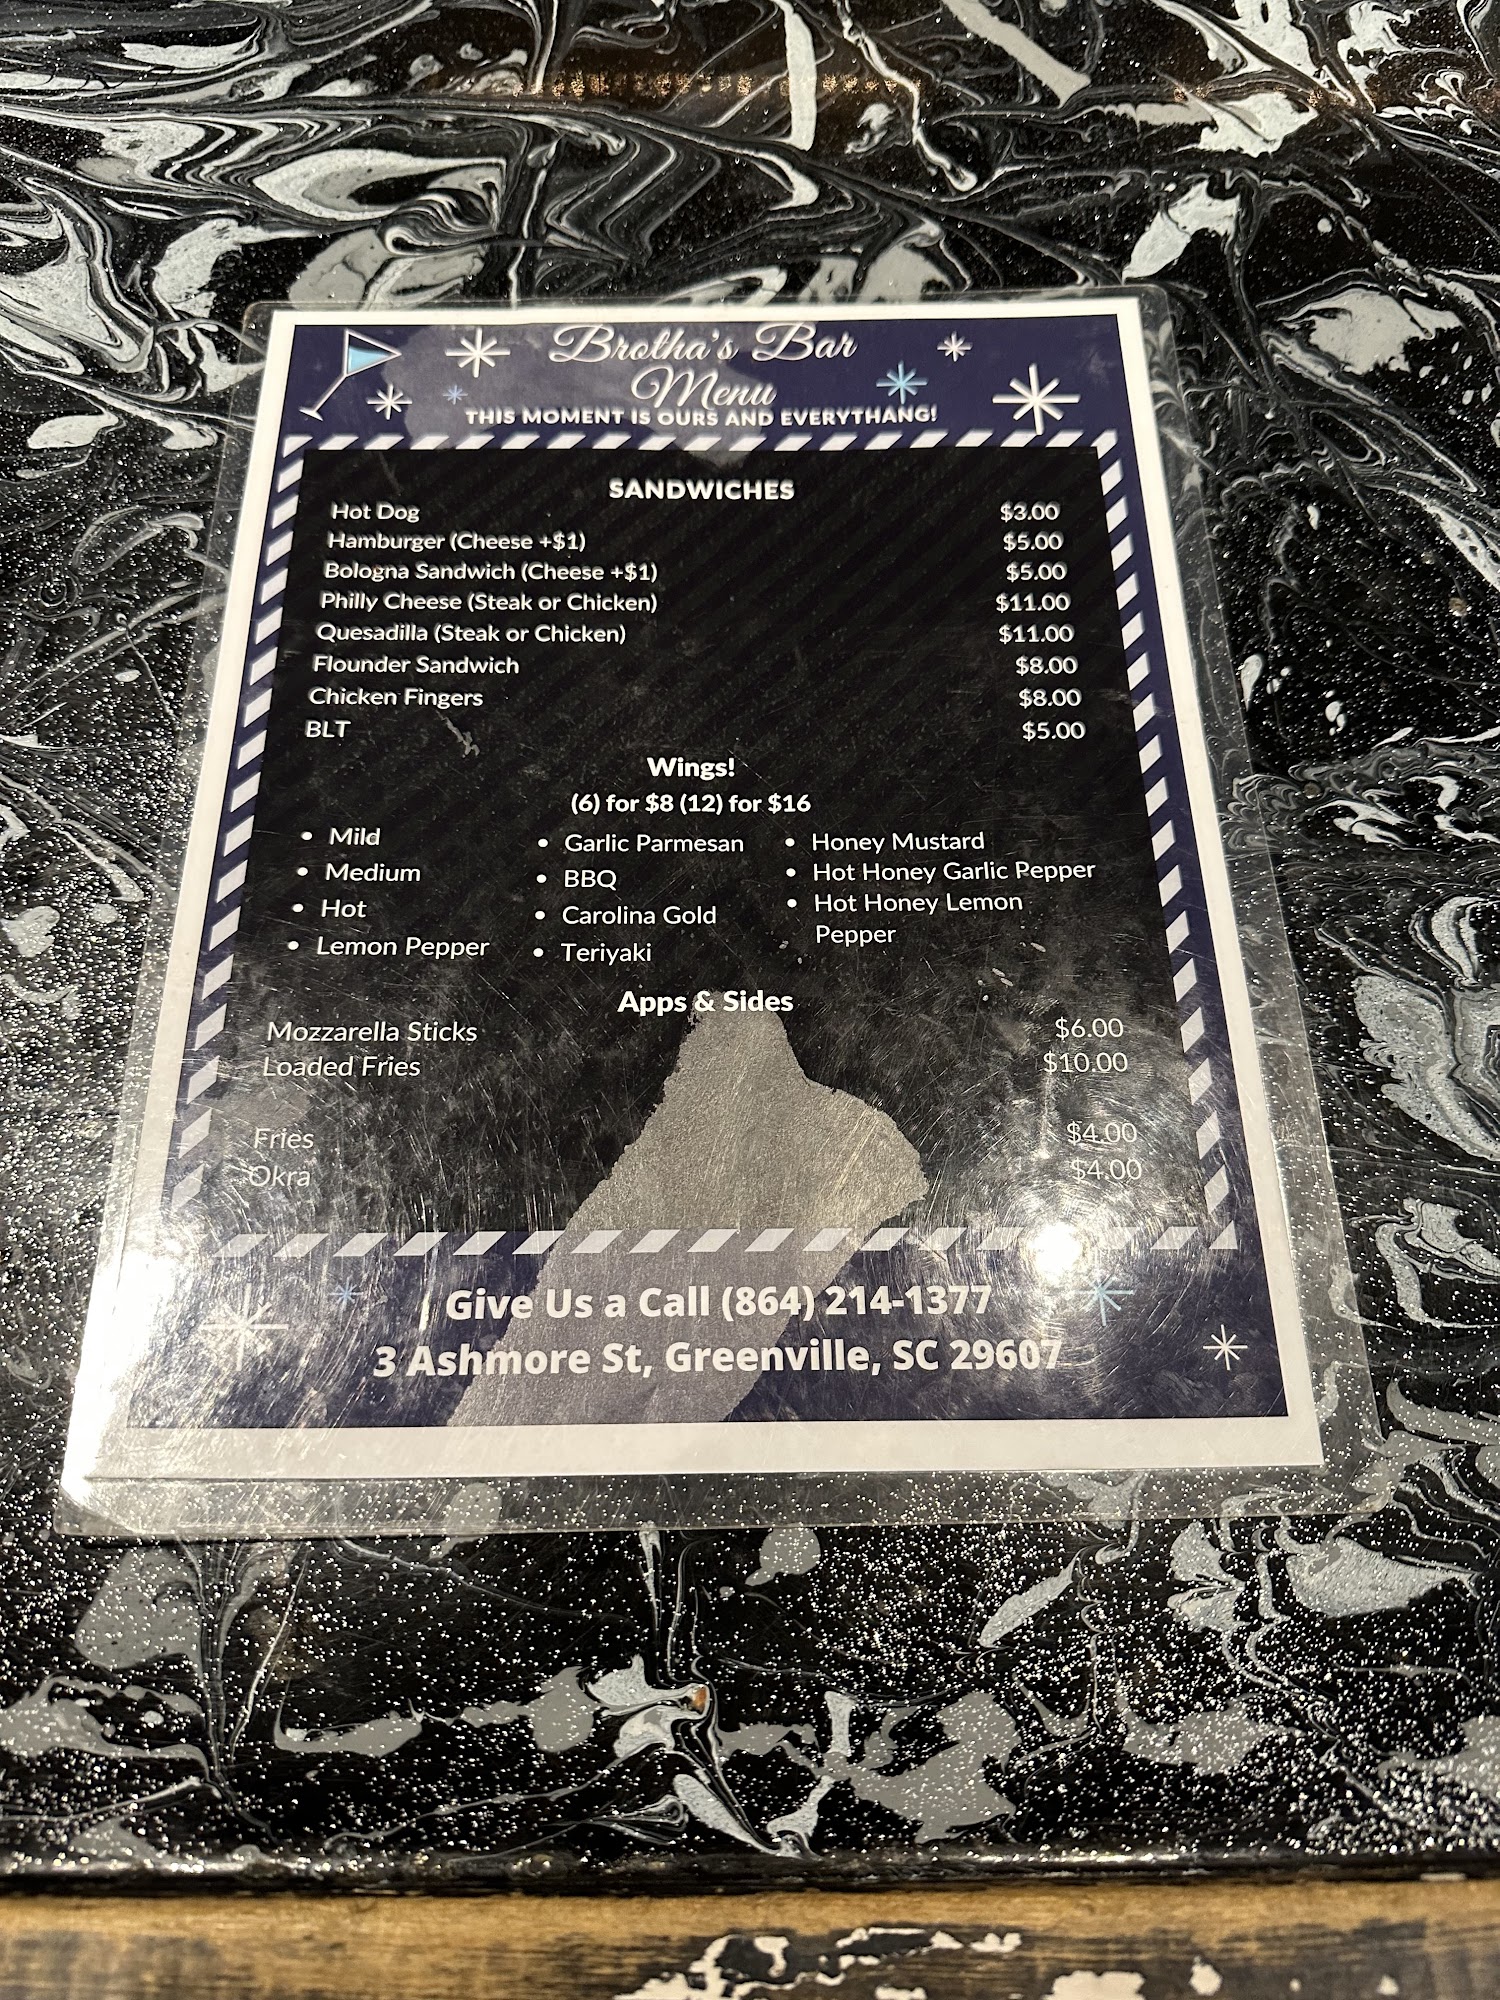 Brotha's Bar
Menu
THIS MOMENT IS OURS AND EVERYTHANG!
SANDWICHES
Hot Dog $3.00
Hamburger (Cheese +$1) $5.00
Bologna Sandwich (Cheese +$1) $5.00
Philly Cheese (Steak or Chicken) $11.00
Quesadilla (Steak or Chicken) $11.00
Flounder Sandwich $8.00
Chicken Fingers $8.00
BLT $5.00
Wings!
(6) for $8 (12) for $16
• Mild
• Medium
• Hot
• Lemon Pepper
• Garlic Parmesan
• BBQ
• Carolina Gold
• Teriyaki
• Honey Mustard
• Hot Honey Garlic Pepper
• Hot Honey Lemon
Pepper
Apps & Sides
Mozzarella Sticks $6.00
Loaded Fries $10.00
Fries $4.00
Okra $4.00
Give Us a Call (864) 214-1377
3 Ashmore St, Greenville, SC 29607